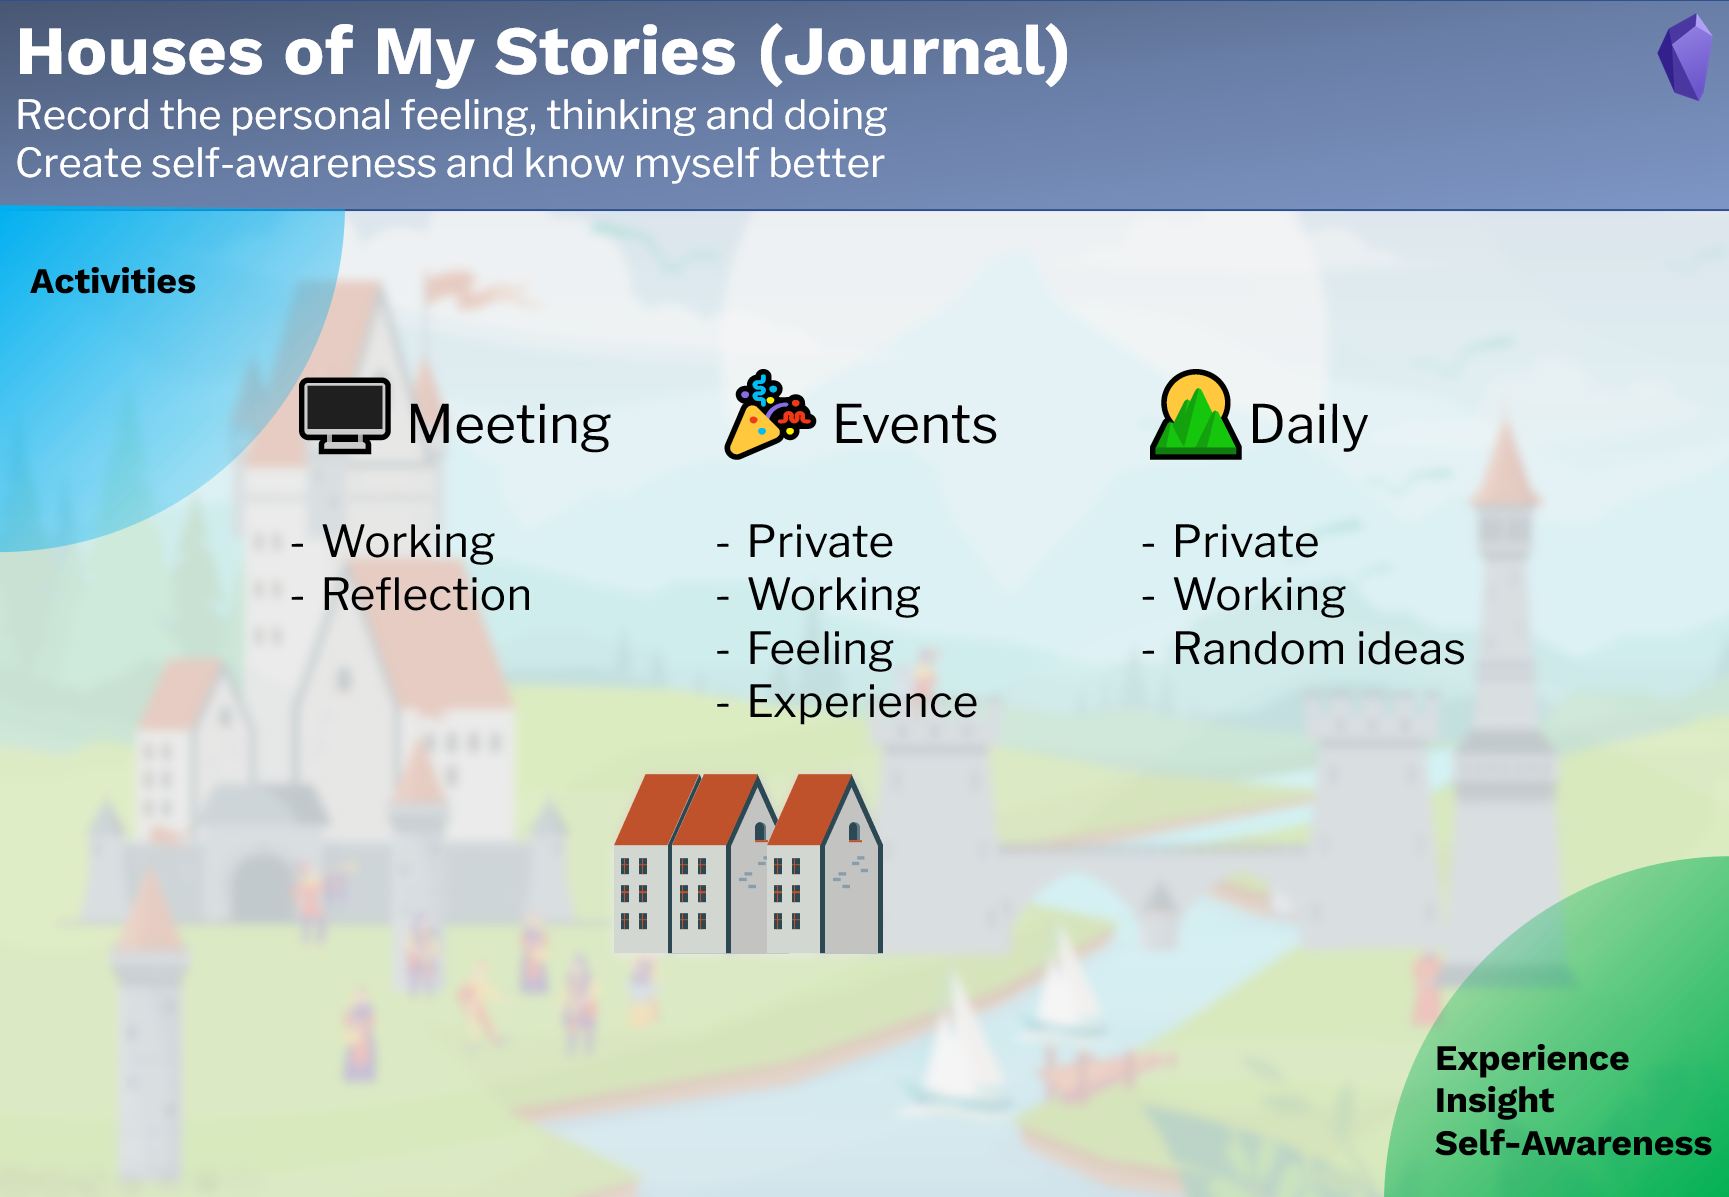 Houses of My Stories (Journal)
Record the personal feeling, thinking and doing
Create self-awareness and know myself better
Activities
Meeting
- Working
- Reflection
Events
- Private
- Working
- Feeling
- Experience
Daily
- Private
- Working
- Random ideas
Experience
Insight
Self-Awareness